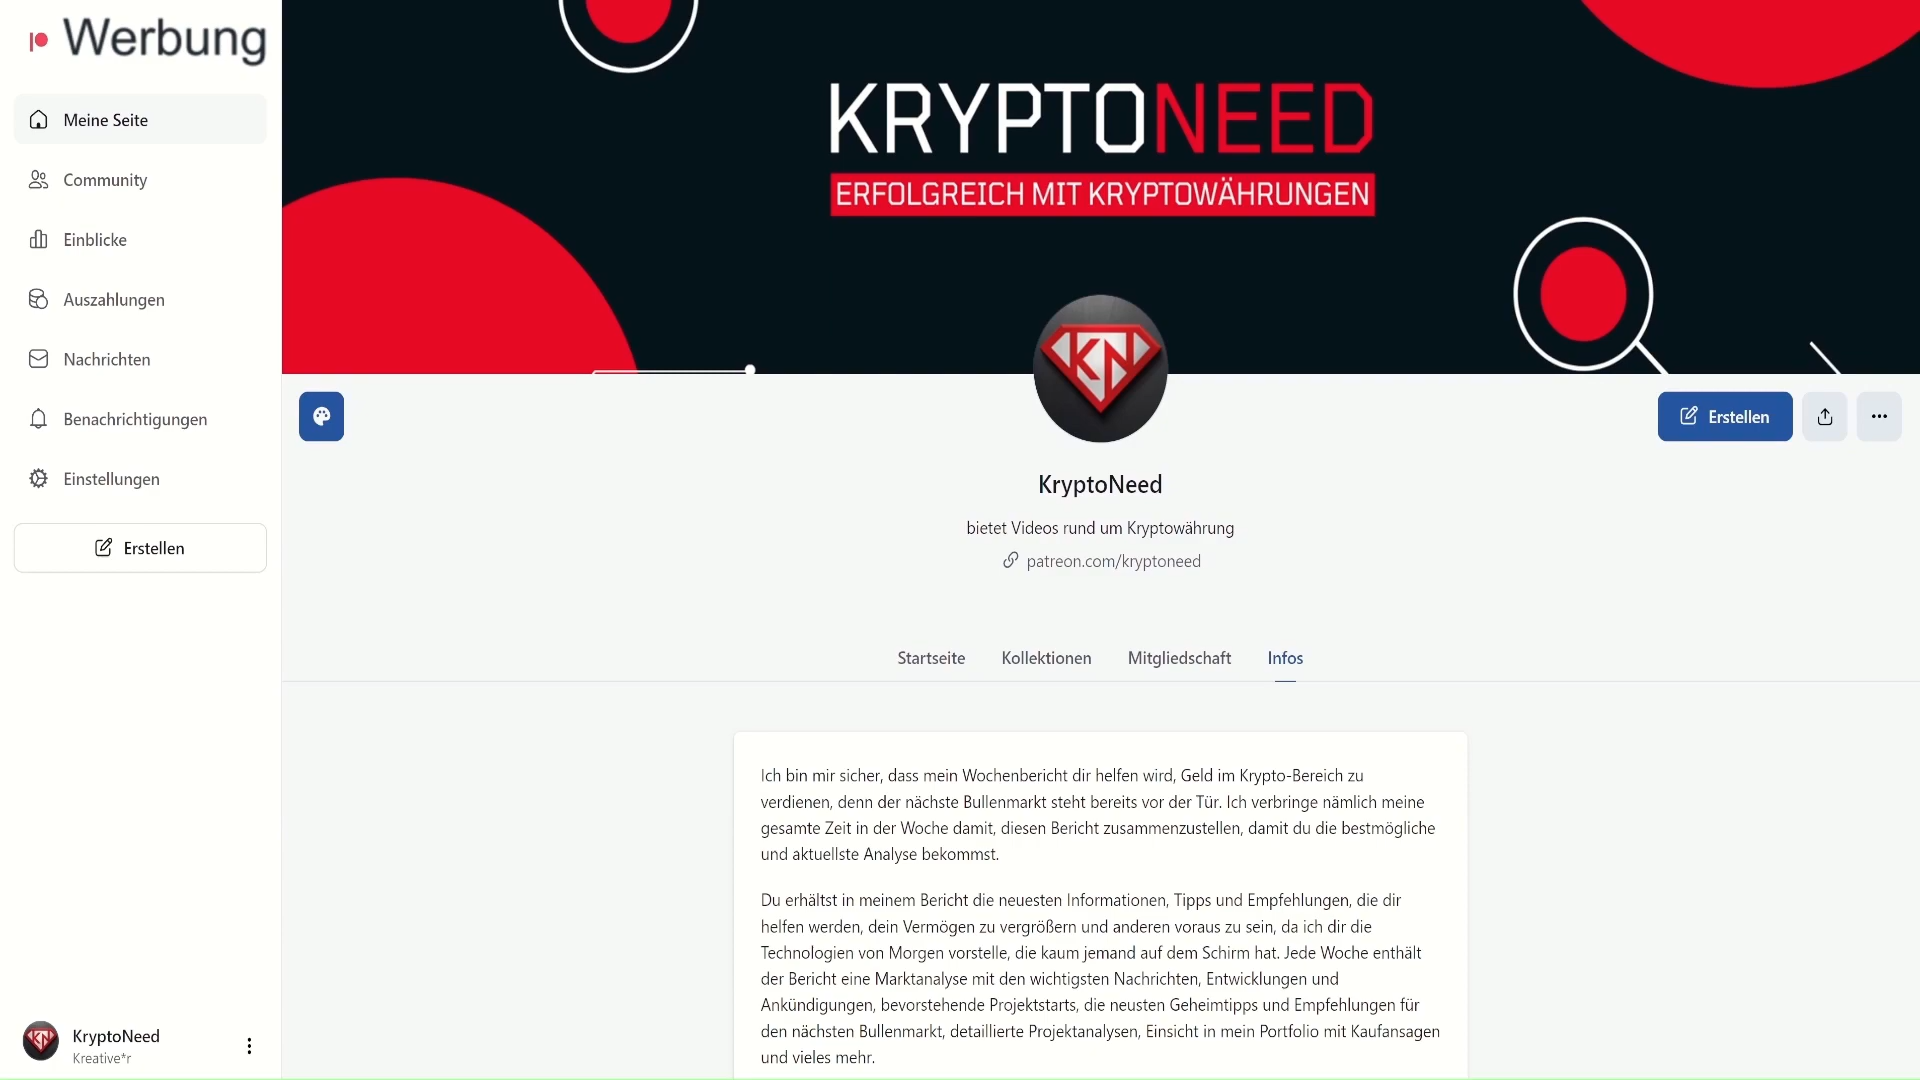 Werbung
Meine Seite
Community
Einblicke
Auszahlungen
Nachrichten
Benachrichtigungen
Einstellungen
Erstellen
KRYPTONEED
ERFOLGREICH MIT KRYPTOWÄHRUNGEN
KN
Erstellen
KryptoNeed
bietet Videos rund um Kryptowährung
patreon.com/kryptoneed
Startseite Kollektionen Mitgliedschaft Infos
Ich bin mir sicher, dass mein Wochenbericht dir helfen wird, Geld im Krypto-Bereich zu
verdienen, denn der nächste Bullenmarkt steht bereits vor der Tür. Ich verbringe nämlich meine
gesamte Zeit in der Woche damit, diesen Bericht zusammenzustellen, damit du die bestmögliche
und aktuellste Analyse bekommst.
Du erhältst in meinem Bericht die neuesten Informationen, Tipps und Empfehlungen, die dir
helfen werden, dein Vermögen zu vergrößern und anderen voraus zu sein, da ich dir die
Technologien von Morgen vorstelle, die kaum jemand auf dem Schirm hat. Jede Woche enthält
der Bericht eine Marktanalyse mit den wichtigsten Nachrichten, Entwicklungen und
Ankündigungen, bevorstehende Projektstarts, die neusten Geheimtipps und Empfehlungen für
den nächsten Bullenmarkt, detaillierte Projektanalysen, Einsicht in mein Portfolio mit Kaufansagen
und vieles mehr.
KN
KryptoNeed
Kreative*r